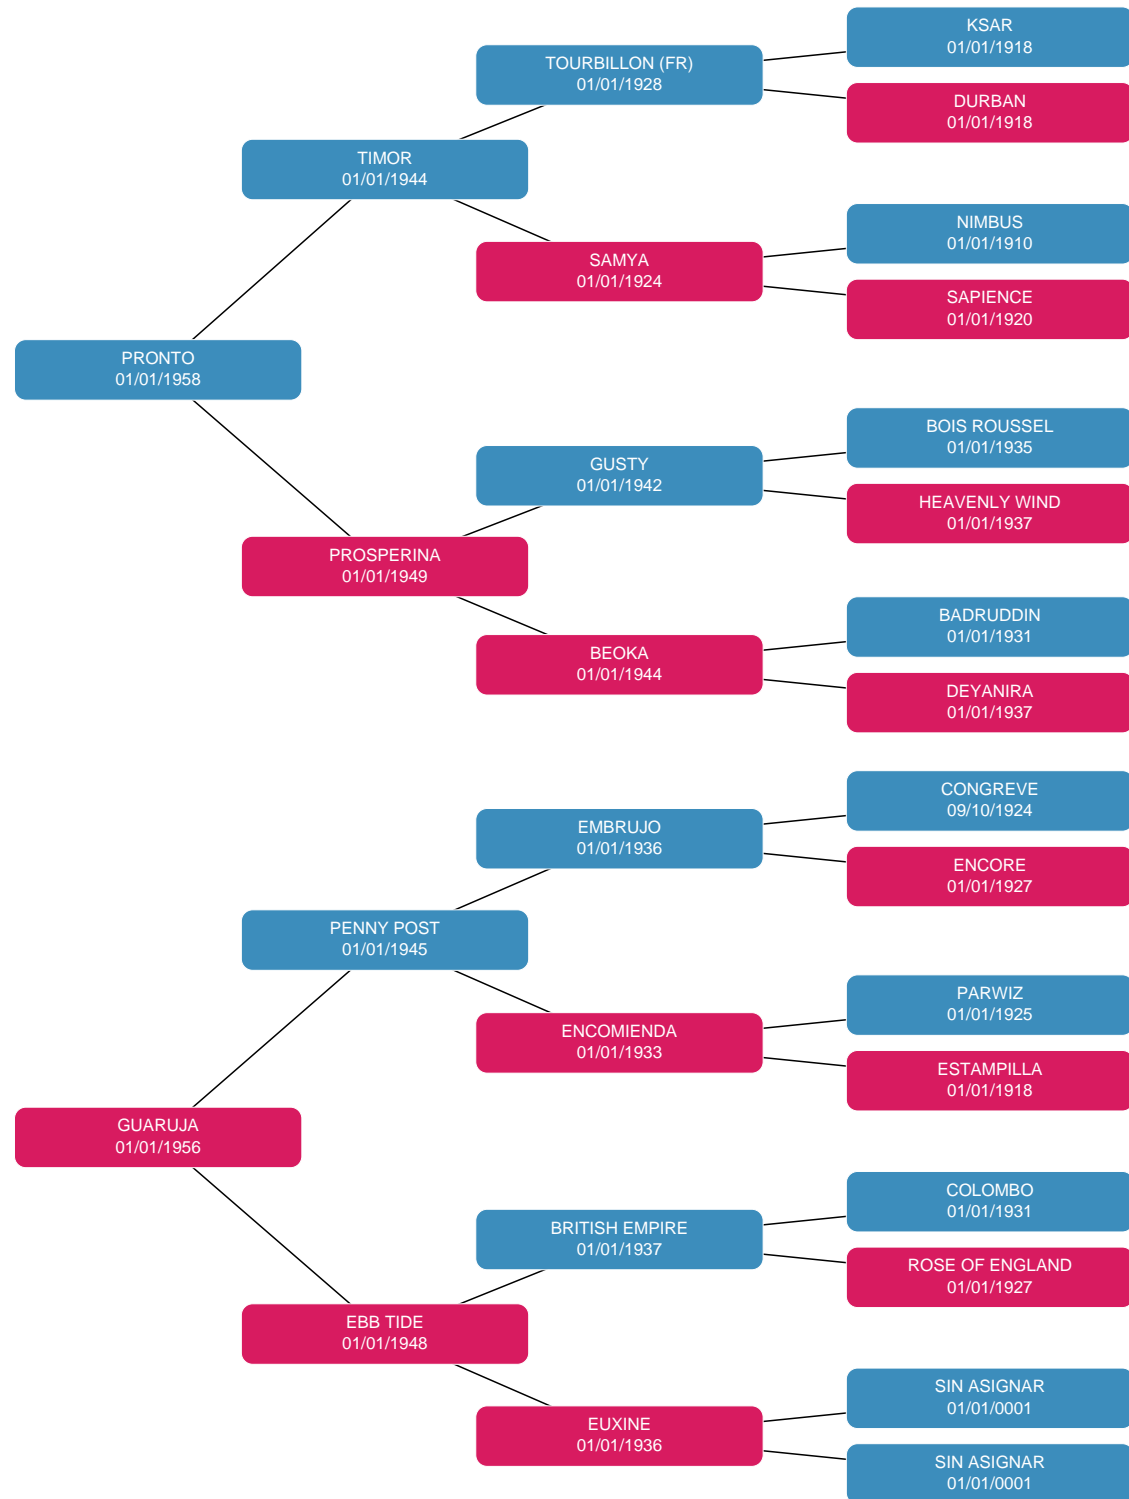 KSAR
01/01/1918
TOURBILLON (FR)
01/01/1928
DURBAN
01/01/1918
TIMOR
01/01/1944
NIMBUS
01/01/1910
SAMYA
01/01/1924
SAPIENCE
01/01/1920
PRONTO
01/01/1958
BOIS ROUSSEL
01/01/1935
GUSTY
01/01/1942
HEAVENLY WIND
01/01/1937
PROSPERINA
01/01/1949
BADRUDDIN
01/01/1931
BEOKA
01/01/1944
DEYANIRA
01/01/1937
CONGREVE
09/10/1924
EMBRUJO
01/01/1936
ENCORE
01/01/1927
PENNY POST
01/01/1945
PARWIZ
01/01/1925
ENCOMIENDA
01/01/1933
ESTAMPILLA
01/01/1918
GUARUJA
01/01/1956
COLOMBO
01/01/1931
BRITISH EMPIRE
01/01/1937
ROSE OF ENGLAND
01/01/1927
EBB TIDE
01/01/1948
SIN ASIGNAR
01/01/0001
EUXINE
01/01/1936
SIN ASIGNAR
01/01/0001